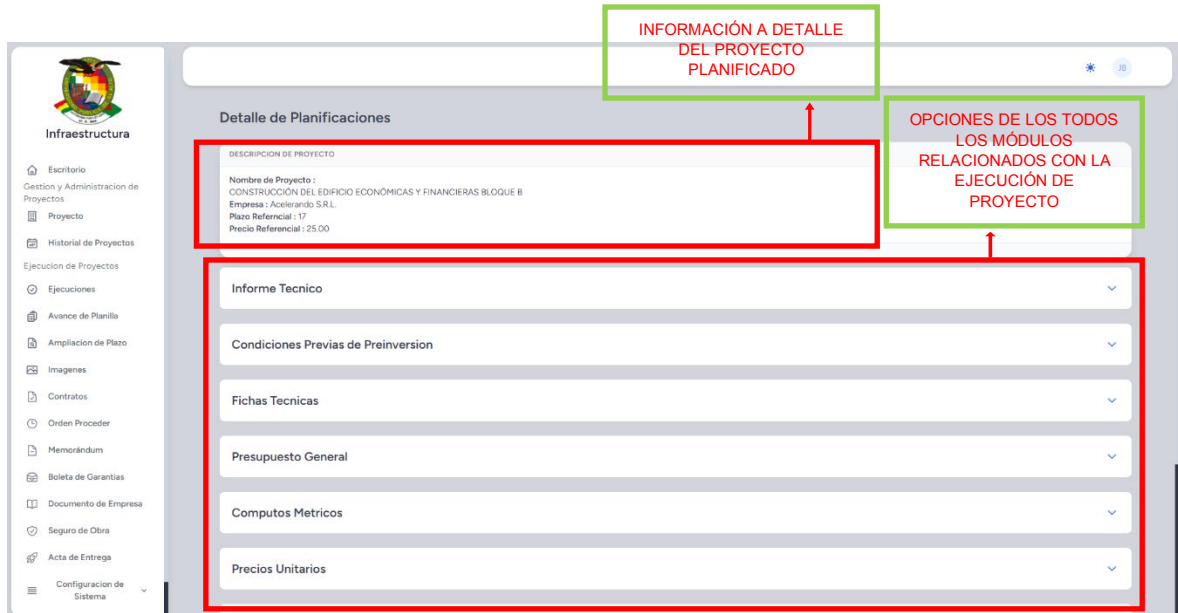 INFORMACIÓN A DETALLE
DEL PROYECTO
PLANIFICADO
OPCIONES DE LOS TODOS
LOS MÓDULOS
RELACIONADOS CON LA
EJECUCIÓN DE
PROYECTO
Infraestructura
Escritorio
Gestion y Administracion de
Proyectos
Proyecto
Historial de Proyectos
Ejecucion de Proyectos
Ejecuciones
Avance de Planilla
Ampliacion de Plazo
Imagenes
Contratos
Orden Proceder
Memorándum
Boleta de Garantias
Documento de Empresa
Seguro de Obra
Acta de Entrega
Configuracion de
Sistema
JB
Detalle de Planificaciones
DESCRIPCION DE PROYECTO
Nombre de Proyecto :
CONSTRUCCIÓN DEL EDIFICIO ECONÓMICAS Y FINANCIERAS BLOQUE B
Empresa : Acelerando S.R.L.
Plazo Referncial : 17
Precio Referencial : 25.00
Informe Tecnico
Condiciones Previas de Preinversion
Fichas Tecnicas
Presupuesto General
Computos Metricos
Precios Unitarios